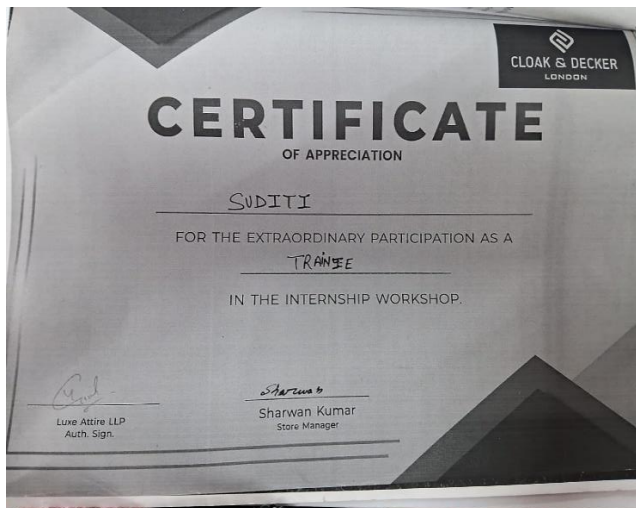 CLOAK & DECKER
LONDON
CERTIFICATE
OF APPRECIATION
SUDITI
FOR THE EXTRAORDINARY PARTICIPATION AS A
TRAINEE
IN THE INTERNSHIP WORKSHOP.
Sharwan Kumar
Luxe Attire LLP
Store Manager
Auth. Sign.